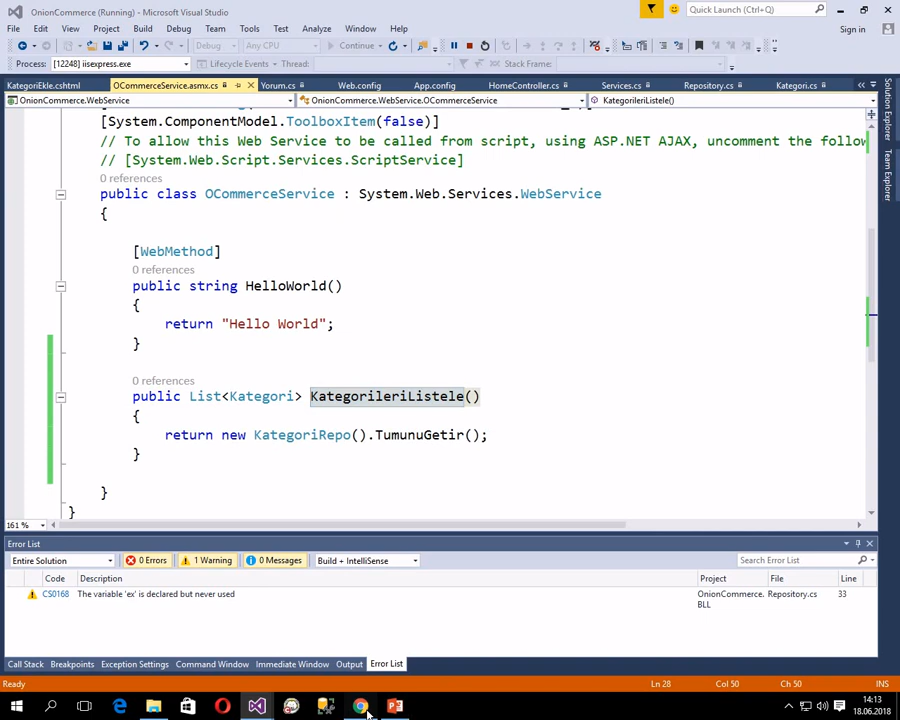 OnionCommerce (Running) - Microsoft Visual Studio
Quick Launch (Ctrl+Q)
File Edit View Project Build Debug Team Tools Test Analyze Window Help
Sign in
Debug Any CPU Continue
Process: [12248] iisexpress.exe Lifecycle Events Thread: Stack Frame:
KategoriEkle.cshtml OCommerceService.asmx.cs Yorum.cs Web.config App.config HomeController.cs Services.cs Repository.cs Kategori.cs
OnionCommerce.WebService OnionCommerce.WebService.OCommerceService KategorileriListele()
Solution Explorer
Team Explorer
[System.ComponentModel.ToolboxItem(false)]
// To allow this Web Service to be called from script, using ASP.NET AJAX, uncomment the follow
// [System.Web.Script.Services.ScriptService]
0 references
public class OCommerceService : System.Web.Services.WebService
{
[WebMethod]
0 references
public string HelloWorld()
{
return "Hello World";
}
0 references
public List<Kategori> KategorileriListele()
{
return new KategoriRepo().TumunuGetir();
}
}
}
161 %
Error List
Entire Solution 0 Errors 1 Warning 0 Messages Build + IntelliSense Search Error List
Code Description Project File Line
CS0168 The variable 'ex' is declared but never used OnionCommerce. Repository.cs 33
BLL
Call Stack Breakpoints Exception Settings Command Window Immediate Window Output Error List
Ready Ln 28 Col 50 Ch 50 INS
14:13
18.06.2018